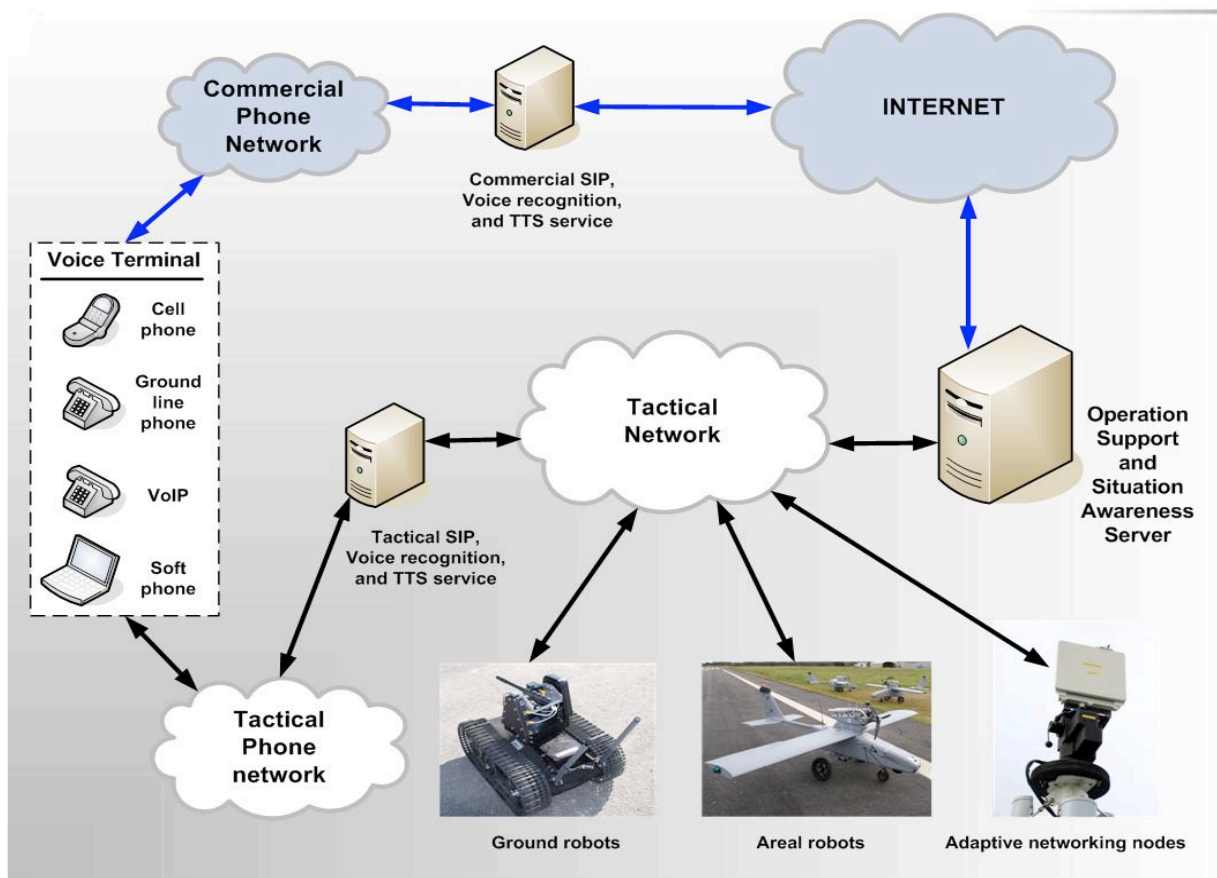 Commercial
Phone
Network
INTERNET
Commercial SIP,
Voice recognition,
and TTS service
Voice Terminal
Cell
phone
Ground
line
phone
VoIP
Soft
phone
Tactical
Network
Operation
Support
and
Situation
Awareness
Server
Tactical SIP,
Voice recognition,
and TTS service
Tactical
Phone
network
Ground robots
Areal robots
Adaptive networking nodes